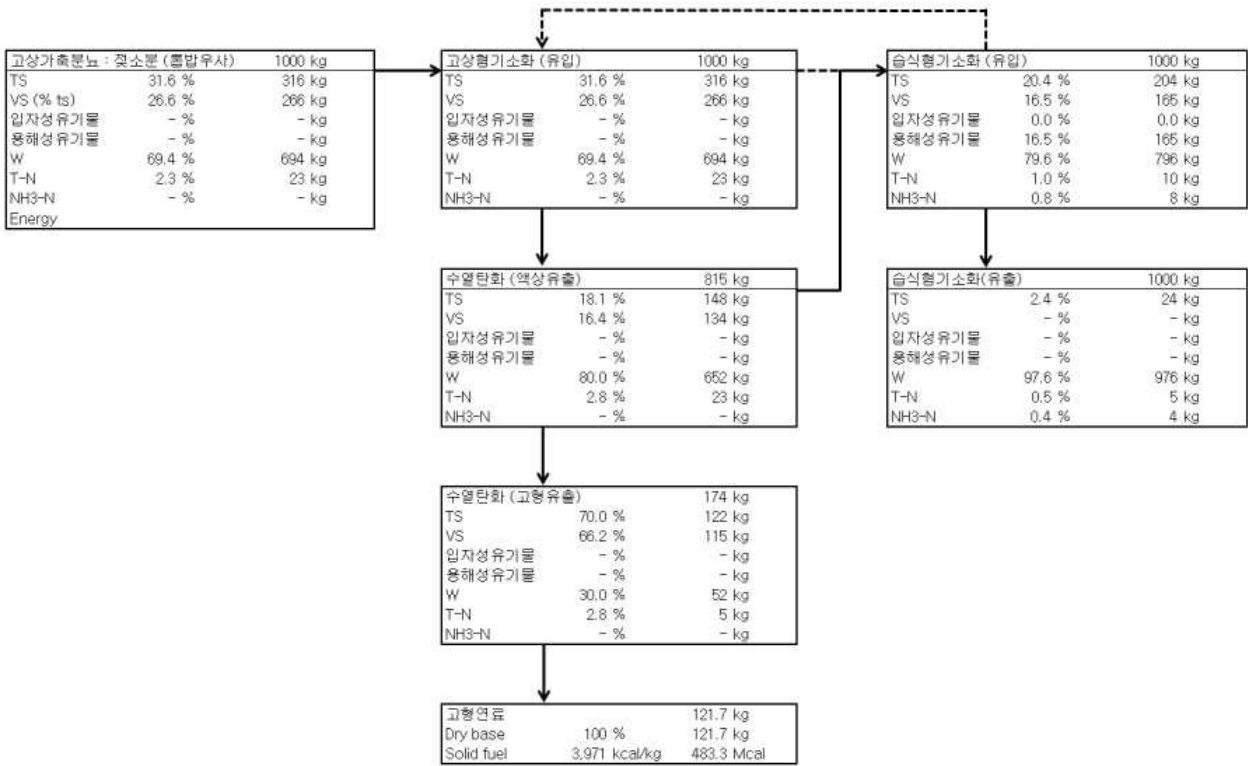 고상가축분뇨 : 젖소분 (톱밥우사) 1000 kg
TS 31.6 % 316 kg
VS (% ts) 26.6 % 266 kg
입자성유기물 - % - kg
용해성유기물 - % - kg
W 69.4 % 694 kg
T-N 2.3 % 23 kg
NH3-N - % - kg
Energy
고상혐기소화 (유입) 1000 kg
TS 31.6 % 316 kg
VS 26.6 % 266 kg
입자성유기물 - % - kg
용해성유기물 - % - kg
W 69.4 % 694 kg
T-N 2.3 % 23 kg
NH3-N - % - kg
습식혐기소화 (유입) 1000 kg
TS 20.4 % 204 kg
VS 16.5 % 165 kg
입자성유기물 0.0 % 0.0 kg
용해성유기물 16.5 % 165 kg
W 79.6 % 796 kg
T-N 1.0 % 10 kg
NH3-N 0.8 % 8 kg
수열탄화 (액상유출) 815 kg
TS 18.1 % 148 kg
VS 16.4 % 134 kg
입자성유기물 - % - kg
용해성유기물 - % - kg
W 80.0 % 652 kg
T-N 2.8 % 23 kg
NH3-N - % - kg
습식혐기소화(유출) 1000 kg
TS 2.4 % 24 kg
VS - % - kg
입자성유기물 - % - kg
용해성유기물 - % - kg
W 97.6 % 976 kg
T-N 0.5 % 5 kg
NH3-N 0.4 % 4 kg
수열탄화 (고형유출) 174 kg
TS 70.0 % 122 kg
VS 66.2 % 115 kg
입자성유기물 - % - kg
용해성유기물 - % - kg
W 30.0 % 52 kg
T-N 2.8 % 5 kg
NH3-N - % - kg
고형연료 121.7 kg
Dry base 100 % 121.7 kg
Solid fuel 3,971 kcal/kg 483.3 Mcal